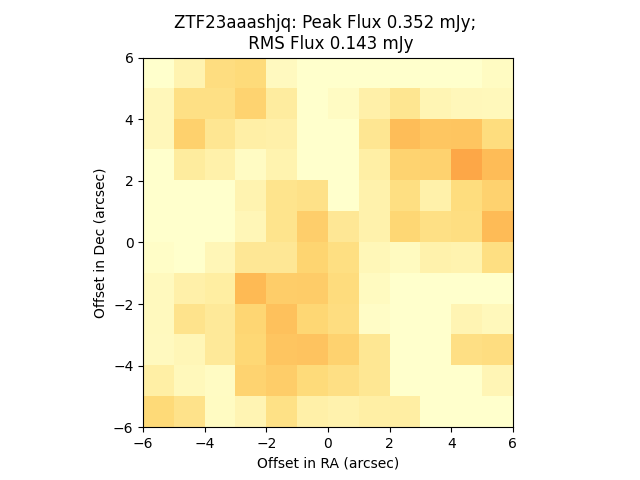 ZTF23aaashjq: Peak Flux 0.352 mJy;
RMS Flux 0.143 mJy
6
4
2
0
−2
−4
−6
Offset in Dec (arcsec)
−6 −4 −2 0 2 4 6
Offset in RA (arcsec)